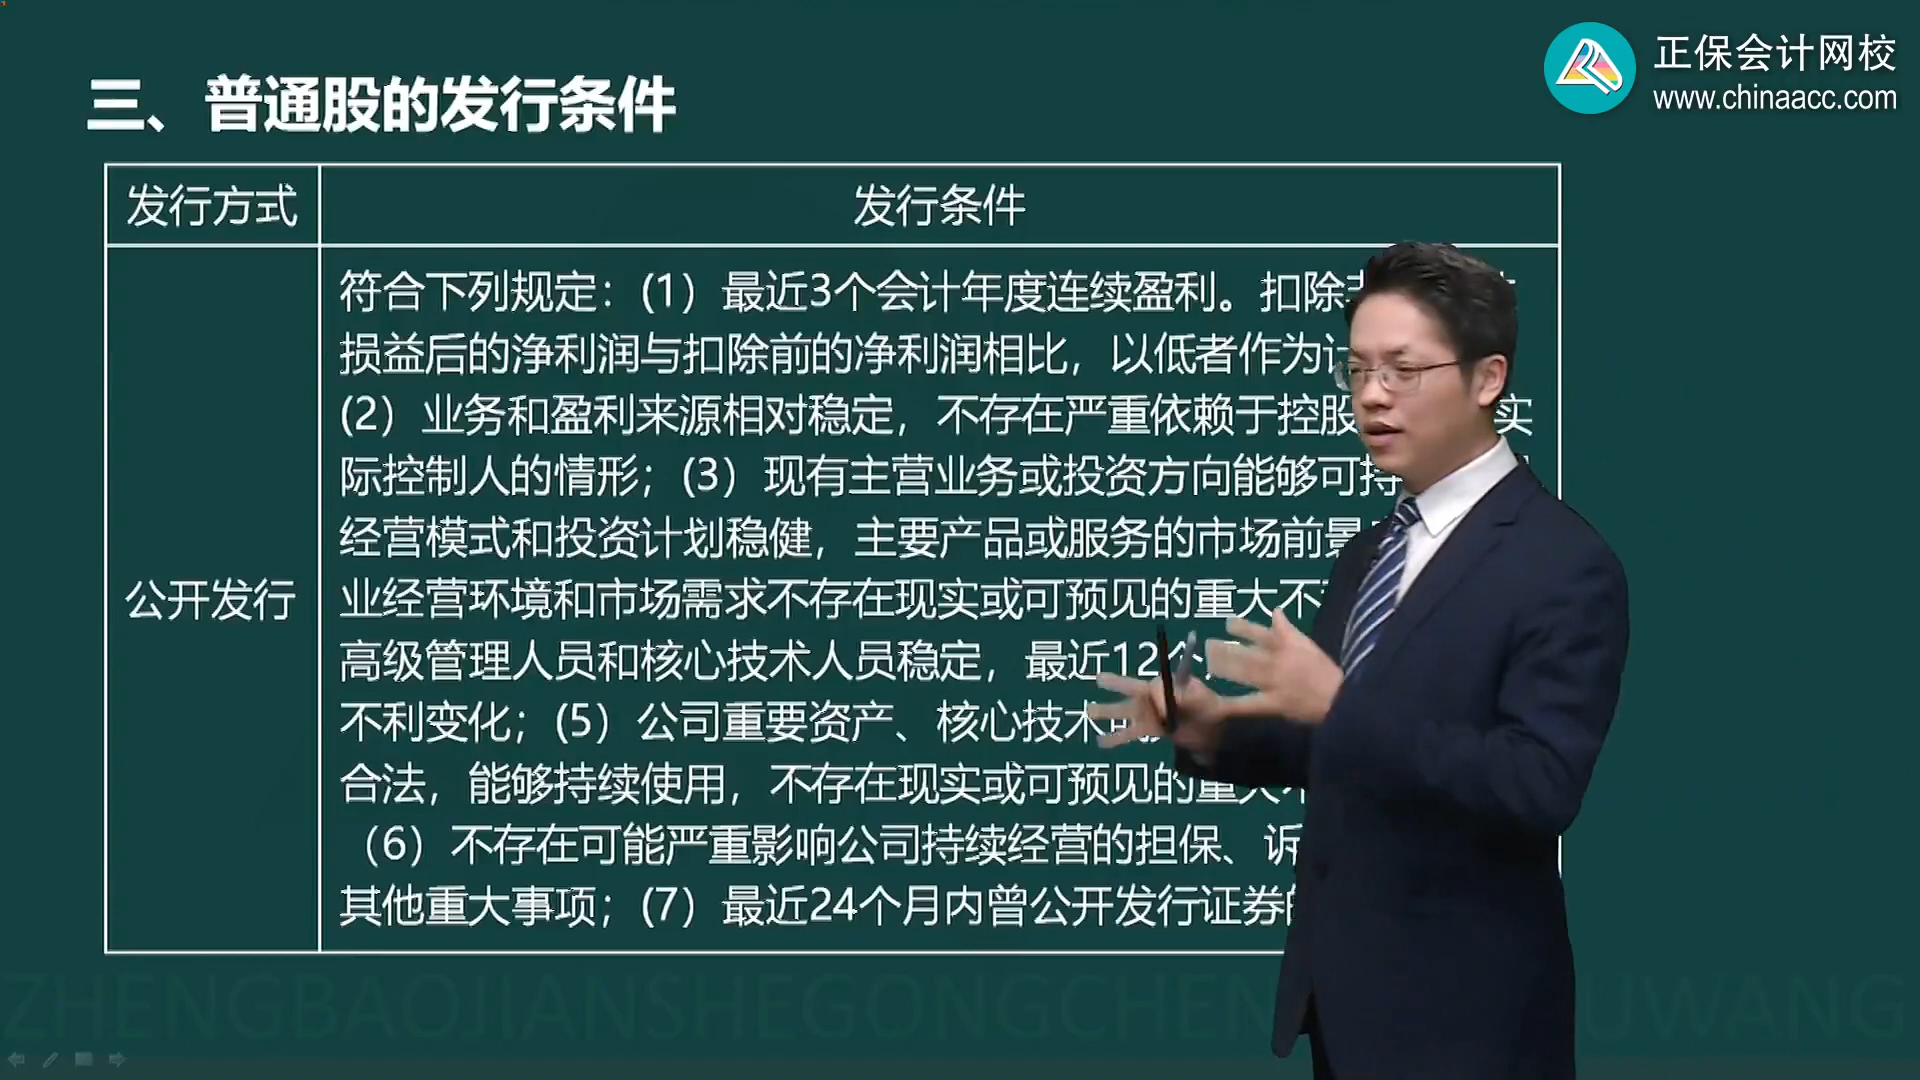 正保会计网校
www.chinaacc.com
三、普通股的发行条件
发行方式
发行条件
公开发行
符合下列规定：(1）最近3个会计年度连续盈利。扣除
损益后的净利润与扣除前的净利润相比，以低者作为
(2）业务和盈利来源相对稳定，不存在严重依赖于控股 实
际控制人的情形；(3）现有主营业务或投资方向能够可持
经营模式和投资计划稳健，主要产品或服务的市场前景
业经营环境和市场需求不存在现实或可预见的重大不
高级管理人员和核心技术人员稳定，最近12个
不利变化；(5）公司重要资产、核心技术
合法，能够持续使用，不存在现实或可预见的重大
（6）不存在可能严重影响公司持续经营的担保、诉
其他重大事项；(7）最近24个月内曾公开发行证券
ZHENGBAOJIANSHEGONGCHEN UWANG